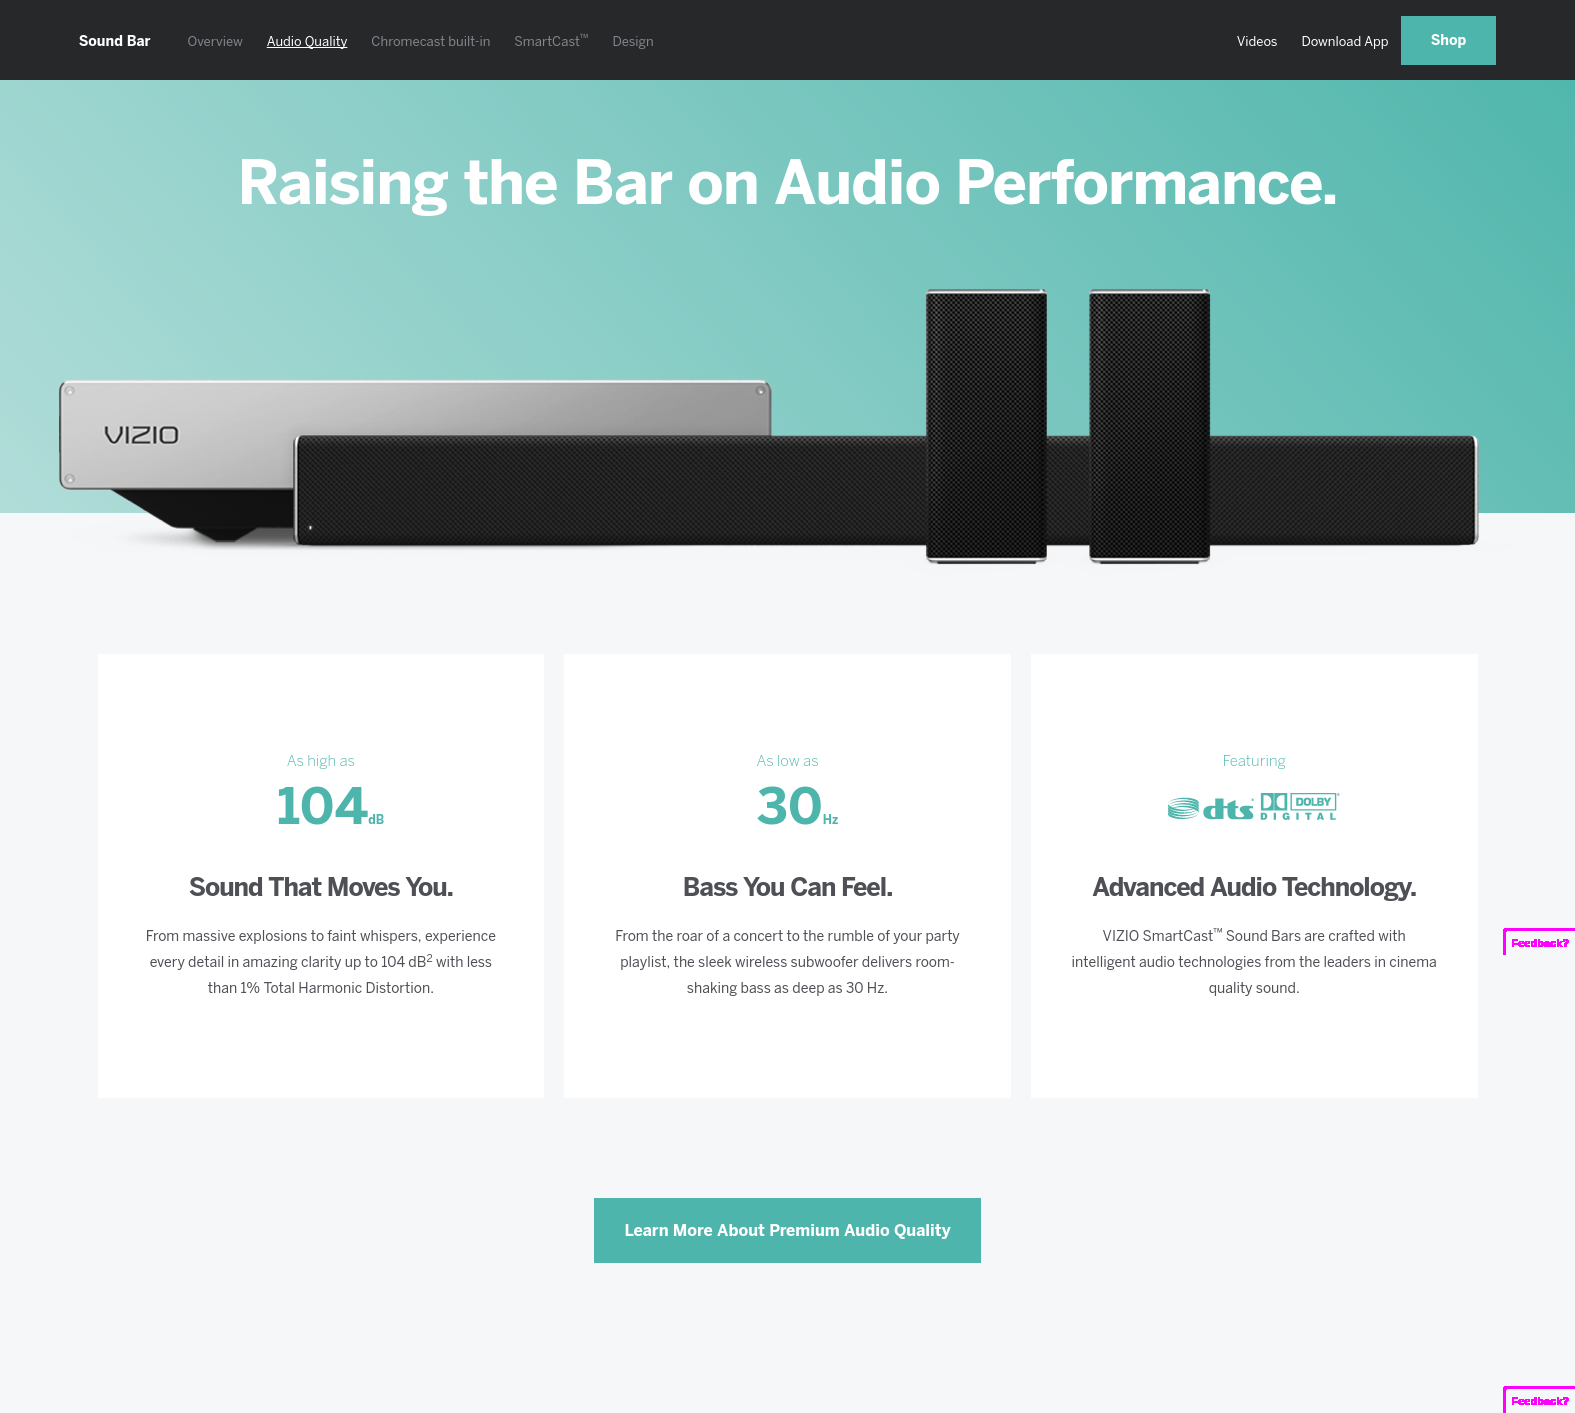 Sound Bar Overview Audio Quality Chromecast built-in SmartCast™ Design Videos Download App Shop
Raising the Bar on Audio Performance.
VIZIO
As high as
104dB
Sound That Moves You.
From massive explosions to faint whispers, experience
every detail in amazing clarity up to 104 dB² with less
than 1% Total Harmonic Distortion.
As low as
30Hz
Bass You Can Feel.
From the roar of a concert to the rumble of your party
playlist, the sleek wireless subwoofer delivers room-
shaking bass as deep as 30 Hz.
Featuring
dts DOLBY
DIGITAL
Advanced Audio Technology.
VIZIO SmartCast™ Sound Bars are crafted with
intelligent audio technologies from the leaders in cinema
quality sound.
Feedback?
Learn More About Premium Audio Quality
Feedback?